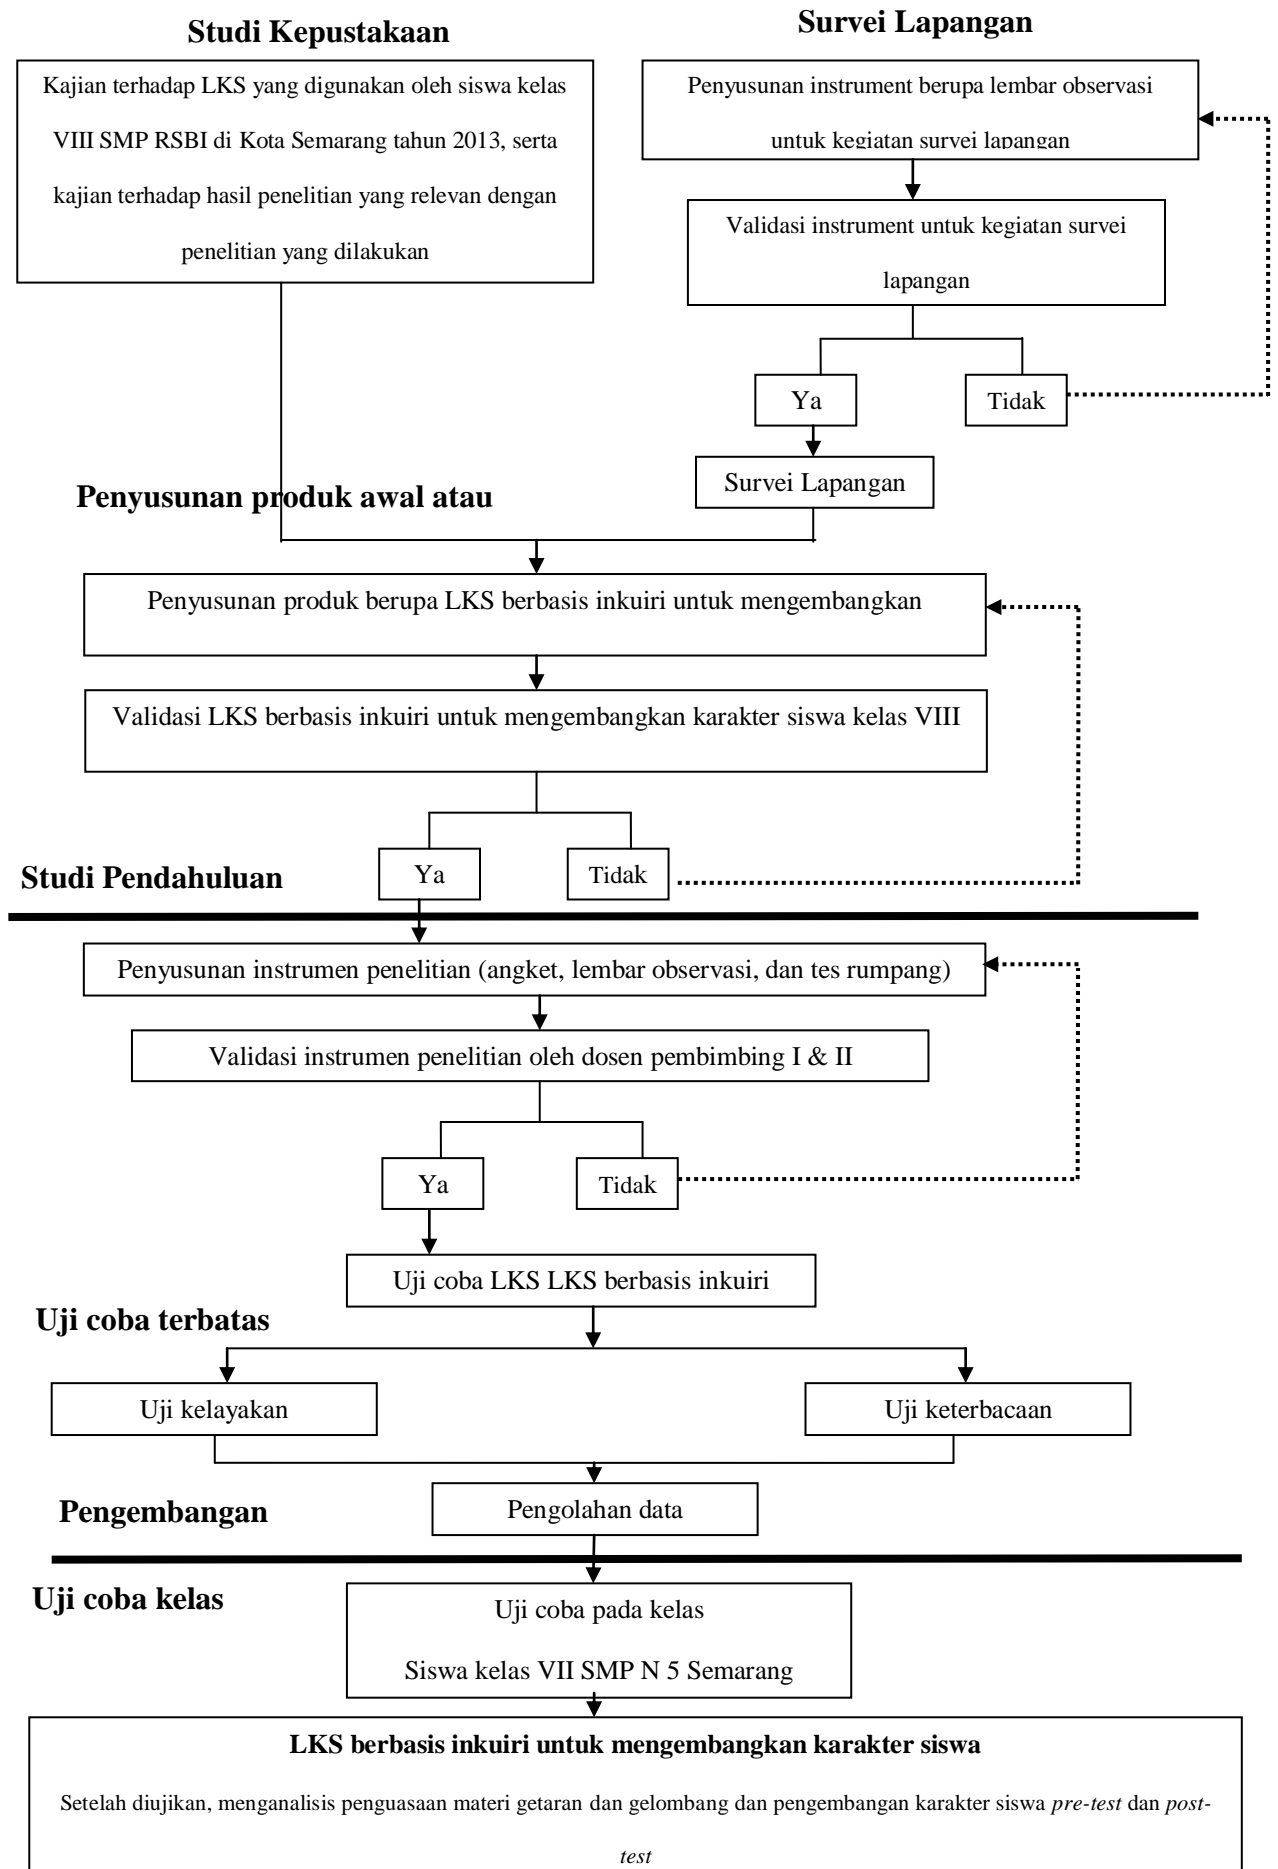 Studi Kepustakaan
Survei Lapangan
Kajian terhadap LKS yang digunakan oleh siswa kelas
VIII SMP RSBI di Kota Semarang tahun 2013, serta
kajian terhadap hasil penelitian yang relevan dengan
penelitian yang dilakukan
Penyusunan instrument berupa lembar observasi
untuk kegiatan survei lapangan
Validasi instrument untuk kegiatan survei
lapangan
Ya
Tidak
Survei Lapangan
Penyusunan produk awal atau
Penyusunan produk berupa LKS berbasis inkuiri untuk mengembangkan
Validasi LKS berbasis inkuiri untuk mengembangkan karakter siswa kelas VIII
Ya
Tidak
Studi Pendahuluan
Penyusunan instrumen penelitian (angket, lembar observasi, dan tes rumpang)
Validasi instrumen penelitian oleh dosen pembimbing I & II
Ya
Tidak
Uji coba LKS LKS berbasis inkuiri
Uji coba terbatas
Uji kelayakan
Uji keterbacaan
Pengembangan
Pengolahan data
Uji coba kelas
Uji coba pada kelas
Siswa kelas VII SMP N 5 Semarang
LKS berbasis inkuiri untuk mengembangkan karakter siswa
Setelah diujikan, menganalisis penguasaan materi getaran dan gelombang dan pengembangan karakter siswa pre-test dan post-
test